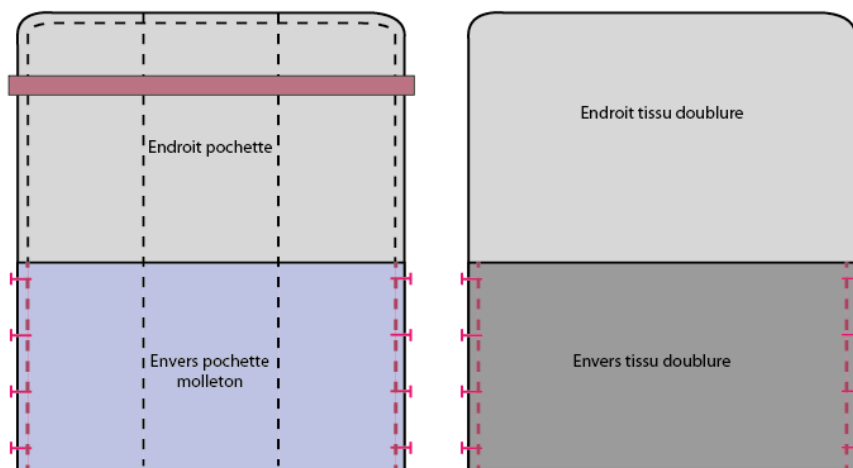 Endroit pochette
Endroit tissu doublure
Envers pochette
molleton
Envers tissu doublure